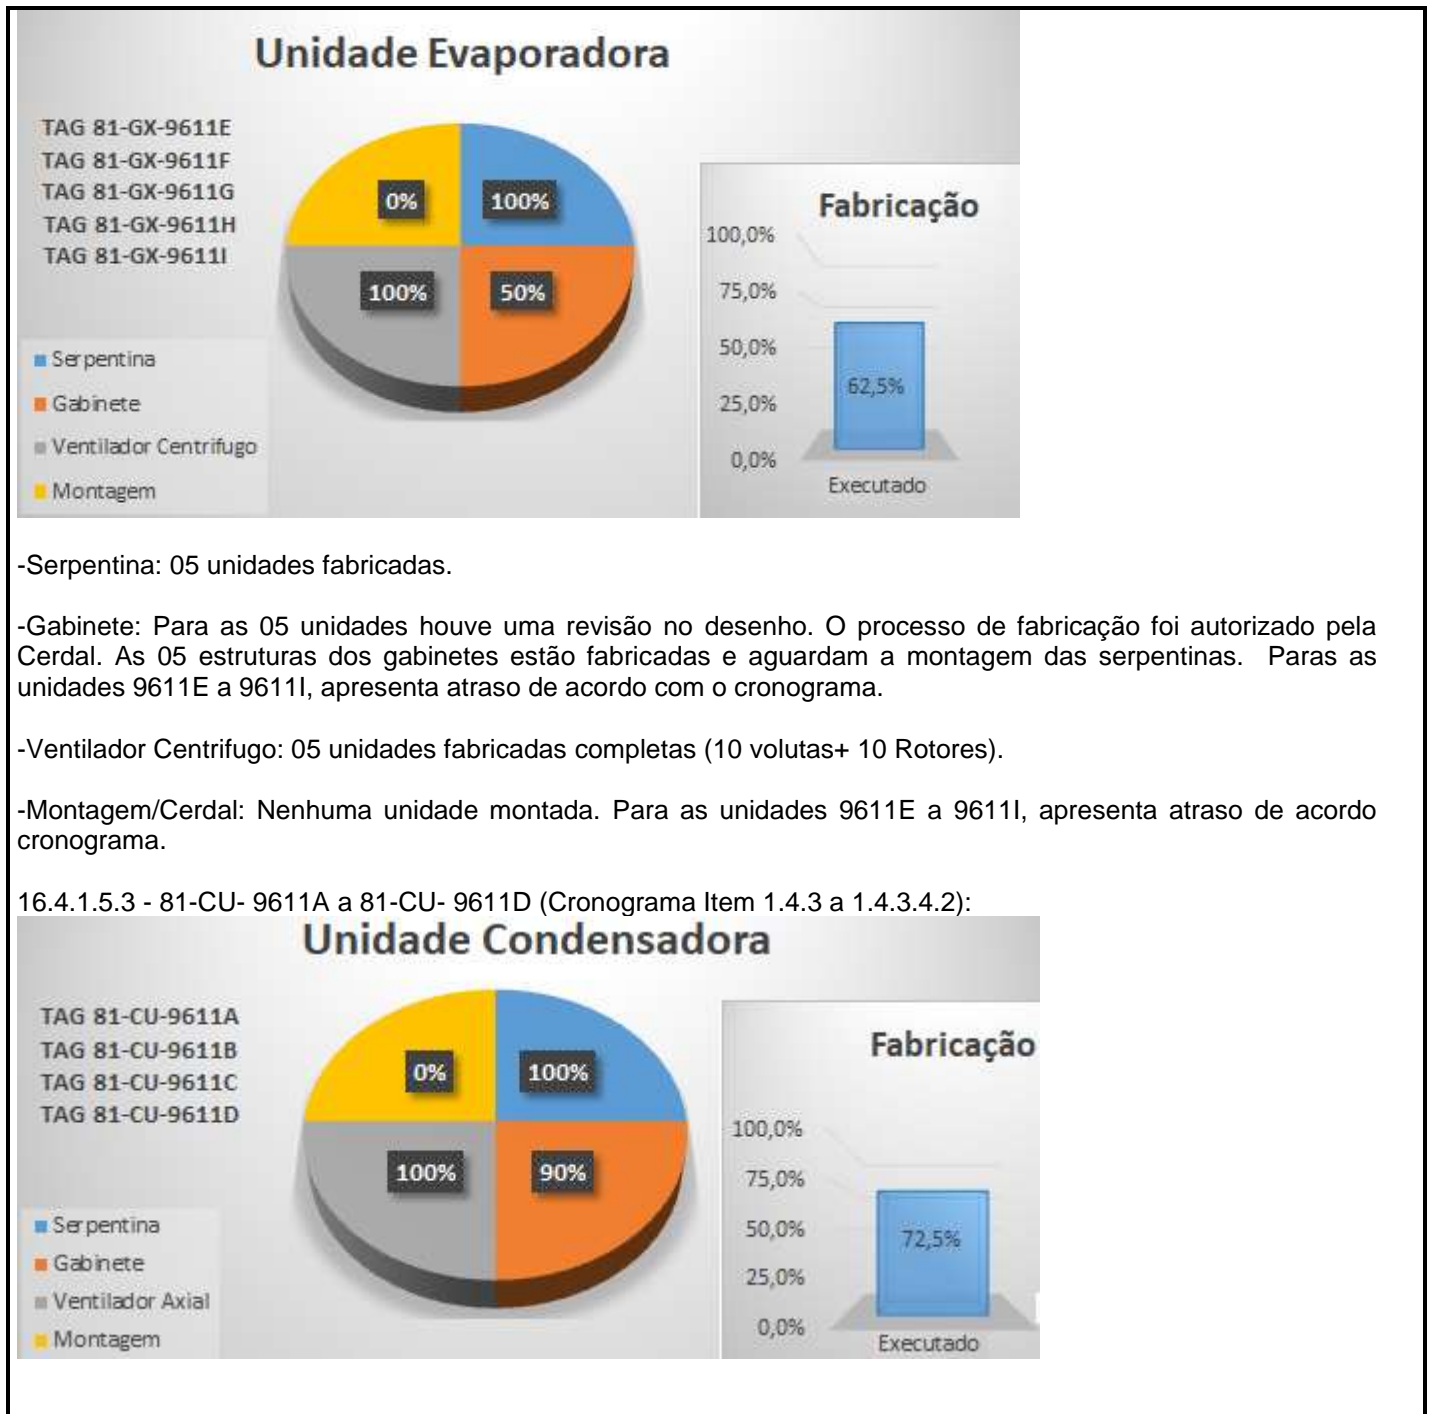 Unidade Evaporadora
TAG 81-GX-9611E
TAG 81-GX-9611F
TAG 81-GX-9611G
TAG 81-GX-9611H
TAG 81-GX-9611I
0%
100%
100%
50%
Serpentina
Gabinete
Ventilador Centrifugo
Montagem
Fabricação
100,0%
75,0%
50,0%
25,0%
0,0%
62,5%
Executado
-Serpentina: 05 unidades fabricadas.
-Gabinete: Para as 05 unidades houve uma revisão no desenho. O processo de fabricação foi autorizado pela
Cerdal. As 05 estruturas dos gabinetes estão fabricadas e aguardam a montagem das serpentinas. Paras as
unidades 9611E a 9611I, apresenta atraso de acordo com o cronograma.
-Ventilador Centrifugo: 05 unidades fabricadas completas (10 volutas+ 10 Rotores).
-Montagem/Cerdal: Nenhuma unidade montada. Para as unidades 9611E a 9611I, apresenta atraso de acordo
cronograma.
16.4.1.5.3 - 81-CU- 9611A a 81-CU- 9611D (Cronograma Item 1.4.3 a 1.4.3.4.2):
Unidade Condensadora
TAG 81-CU-9611A
TAG 81-CU-9611B
TAG 81-CU-9611C
TAG 81-CU-9611D
0%
100%
100%
90%
Serpentina
Gabinete
Ventilador Axial
Montagem
Fabricação
100,0%
75,0%
50,0%
25,0%
0,0%
72,5%
Executado